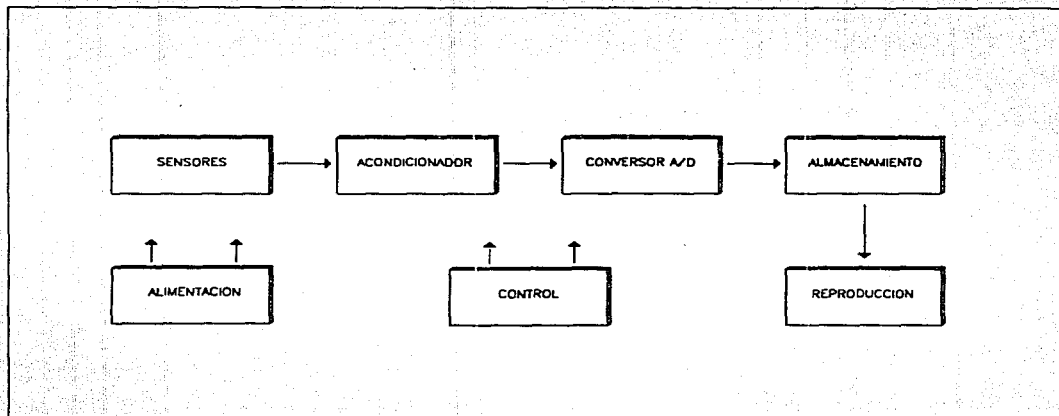 SENSORES
ACONDICIONADOR
CONVERSOR A/D
ALMACENAMIENTO
ALIMENTACION
CONTROL
REPRODUCCION